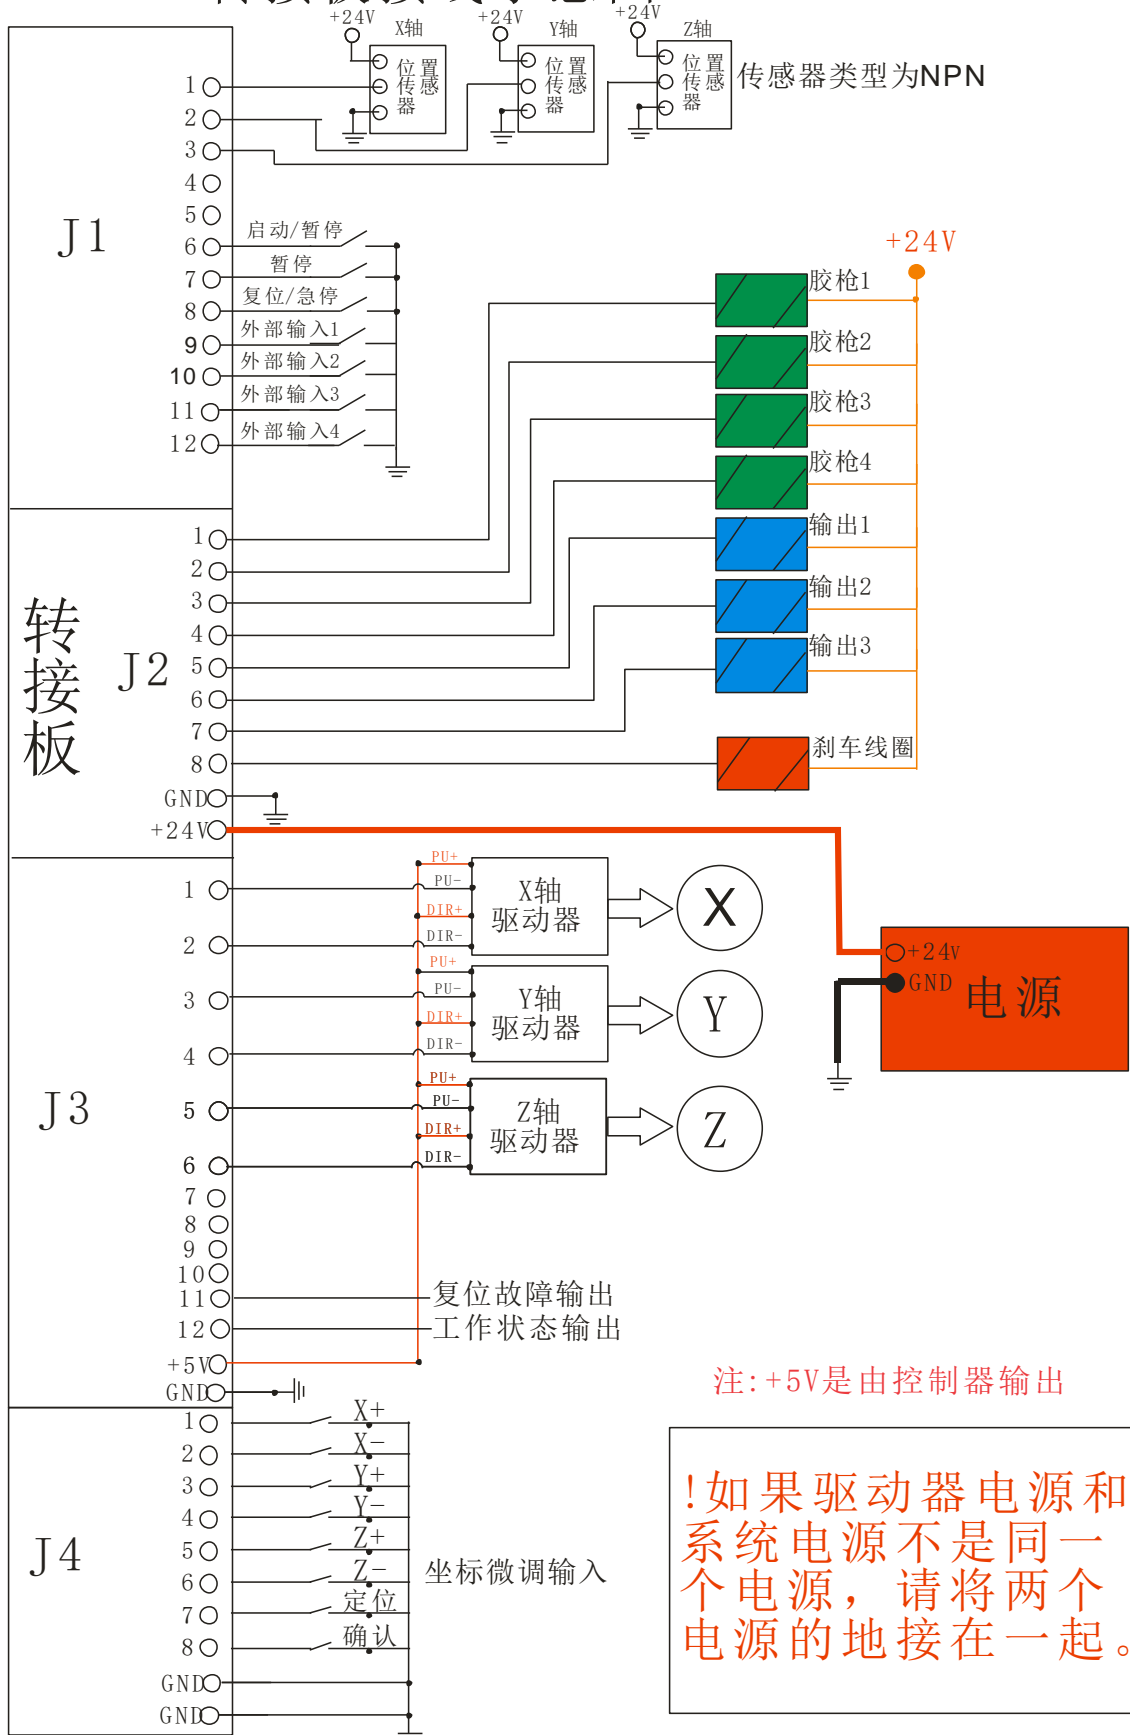 +24V
X轴
位置
传感
器
+24V
Y轴
位置
传感
器
+24V
Z轴
位置
传感
器
传感器类型为NPN
J1
1
2
3
4
5
6 启动/暂停
7 暂停
8 复位/急停
9 外部输入1
10 外部输入2
11 外部输入3
12 外部输入4
+24V
胶枪1
胶枪2
胶枪3
胶枪4
输出1
输出2
输出3
刹车线圈
转接板
J2
1
2
3
4
5
6
7
8
GND
+24V
J3
1
2
3
4
5
6
7
8
9
10
11 复位故障输出
12 工作状态输出
+5V
GND
PU+
PU-
DIR+
DIR-
X轴
驱动器
X
PU+
PU-
DIR+
DIR-
Y轴
驱动器
Y
PU+
PU-
DIR+
DIR-
Z轴
驱动器
Z
+24V
GND
电源
注:+5V是由控制器输出
J4
1 X+
2 X-
3 Y+
4 Y-
5 Z+
6 Z-
7 定位
8 确认
GND
GND
坐标微调输入
!如果驱动器电源和
系统电源不是同一
个电源，请将两个
电源的地接在一起。